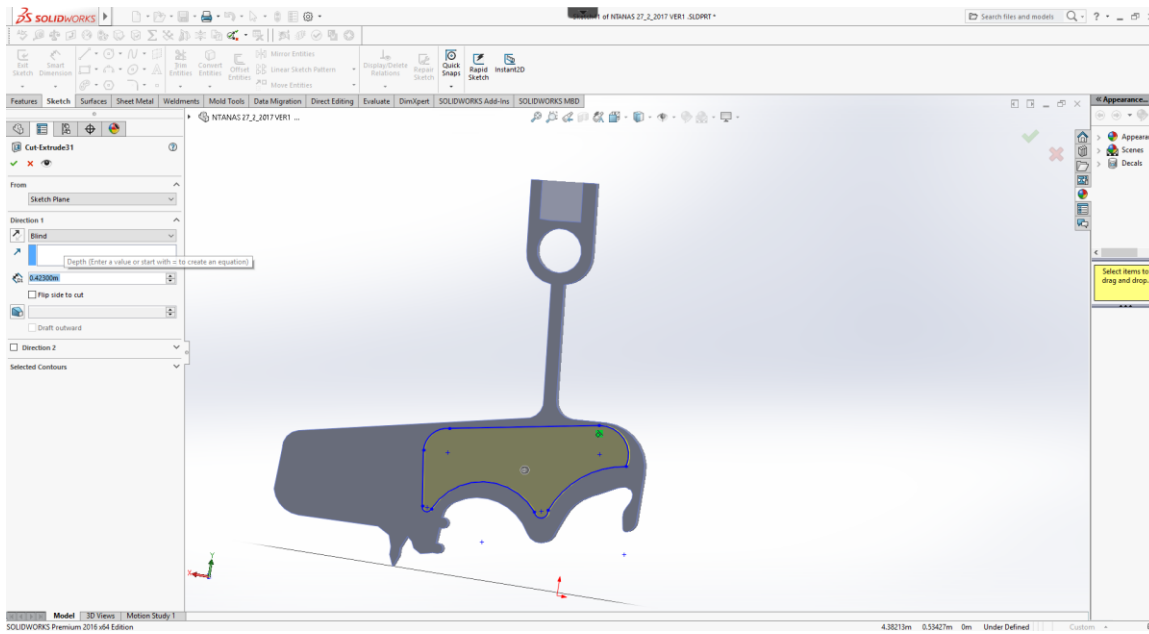 SOLIDWORKS
of NTANAS 27_2_2017 VER1 .SLDPRT *
Search files and models
Exit Sketch
Smart Dimension
Trim Entities
Convert Entities
Offset Entities
Mirror Entities
Linear Sketch Pattern
Move Entities
Display/Delete Relations
Repair Sketch
Quick Snaps
Rapid Sketch
Instant2D
Features Sketch Surfaces Sheet Metal Weldments Mold Tools Data Migration Direct Editing Evaluate DimXpert SOLIDWORKS Add-Ins SOLIDWORKS MBD
« Appearance...
NTANAS 27_2_2017 VER1 ...
Cut-Extrude31
From
Sketch Plane
Direction 1
Blind
Depth (Enter a value or start with = to create an equation)
0.42300m
Flip side to cut
Draft outward
Direction 2
Selected Contours
Appeara
Scenes
Decals
Select items to
drag and drop.
Y
X
Model 3D Views Motion Study 1
SOLIDWORKS Premium 2016 x64 Edition
4.38213m 0.53427m 0m Under Defined
Custom